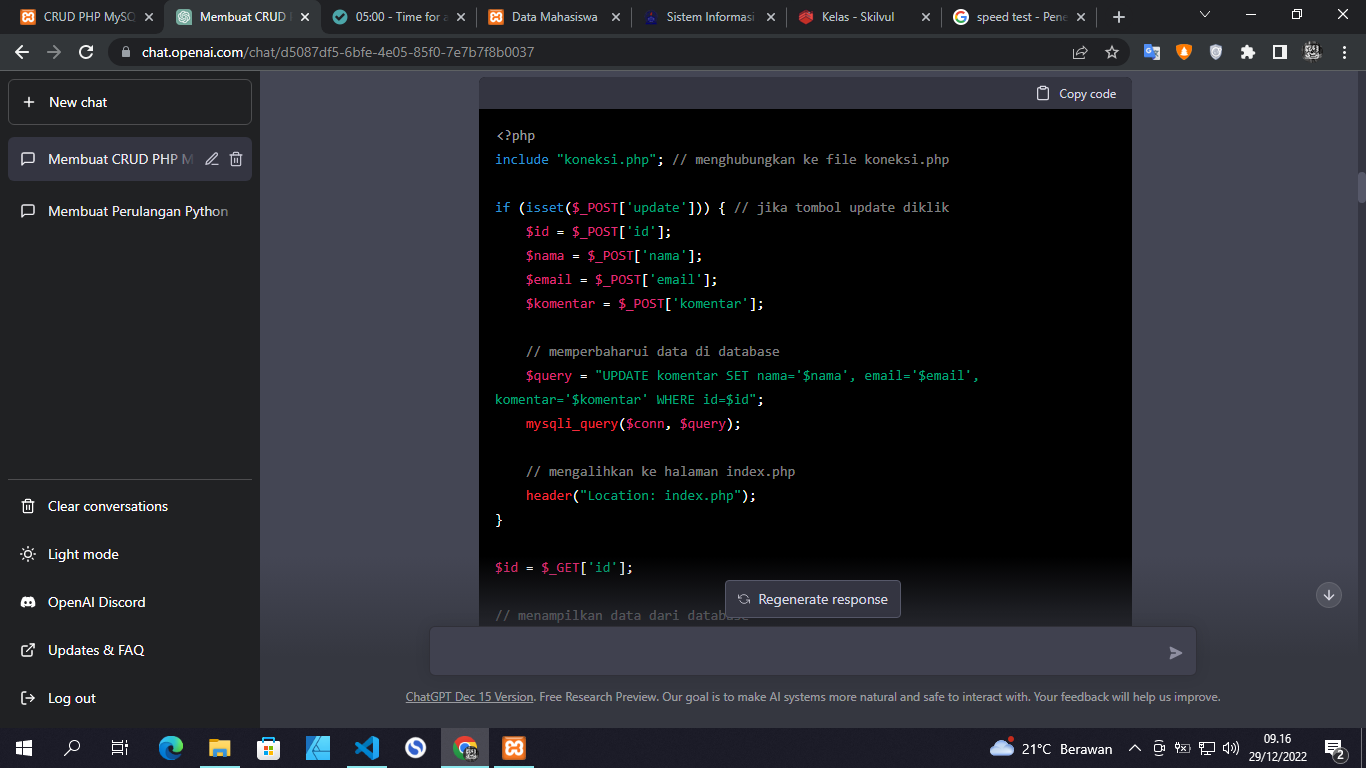 CRUD PHP MySQ
Membuat CRUD
05:00 - Time for a
Data Mahasiswa
Sistem Informasi
Kelas - Skilvul
speed test - Pene
chat.openai.com/chat/d5087df5-6bfe-4e05-85f0-7e7b7f8b0037
New chat
Membuat CRUD PHP M
Membuat Perulangan Python
Clear conversations
Light mode
OpenAI Discord
Updates & FAQ
Log out
Copy code
<?php
include "koneksi.php"; // menghubungkan ke file koneksi.php
if (isset($_POST['update'])) { // jika tombol update diklik
$id = $_POST['id'];
$nama = $_POST['nama'];
$email = $_POST['email'];
$komentar = $_POST['komentar'];
// memperbaharui data di database
$query = "UPDATE komentar SET nama='$nama', email='$email',
komentar='$komentar' WHERE id=$id";
mysqli_query($conn, $query);
// mengalihkan ke halaman index.php
header("Location: index.php");
}
$id = $_GET['id'];
// menampilkan data dari database
Regenerate response
ChatGPT Dec 15 Version. Free Research Preview. Our goal is to make AI systems more natural and safe to interact with. Your feedback will help us improve.
21°C Berawan
09.16
29/12/2022
2